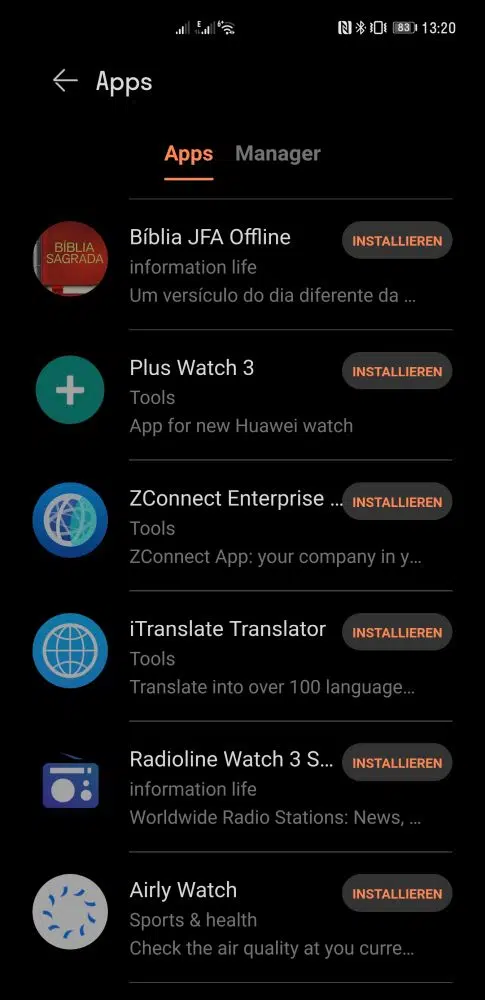 E
6+
83
13:20
Apps
Apps Manager
BÍBLIA
SAGRADA
Bíblia JFA Offline
INSTALLIEREN
information life
Um versículo do dia diferente da ...
Plus Watch 3
INSTALLIEREN
Tools
App for new Huawei watch
ZConnect Enterprise ...
INSTALLIEREN
Tools
ZConnect App: your company in y...
iTranslate Translator
INSTALLIEREN
Tools
Translate into over 100 language...
Radioline Watch 3 S...
INSTALLIEREN
information life
Worldwide Radio Stations: News, ...
Airly Watch
INSTALLIEREN
Sports & health
Check the air quality at you curre...